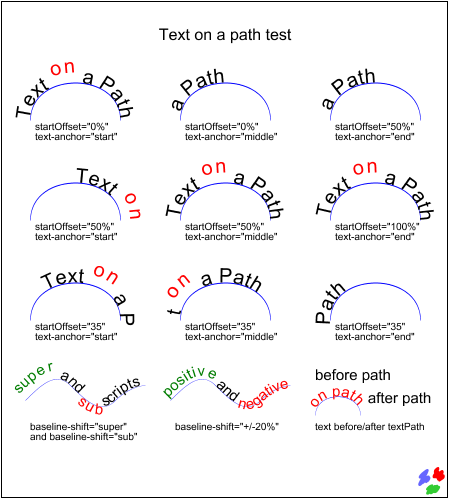 Text on a path test
Text on a Path
a Path
a Path
startOffset="0%"
text-anchor="start"
startOffset="0%"
text-anchor="middle"
startOffset="50%"
text-anchor="end"
Text on
Text on a Path
Text on a Path
startOffset="50%"
text-anchor="start"
startOffset="50%"
text-anchor="middle"
startOffset="100%"
text-anchor="end"
Text on a P
t on a Path
Path
startOffset="35"
text-anchor="start"
startOffset="35"
text-anchor="middle"
startOffset="35"
text-anchor="end"
super and subscripts
positive and negative
before path
on path
after path
baseline-shift="super"
and baseline-shift="sub"
baseline-shift="+/-20%"
text before/after textPath